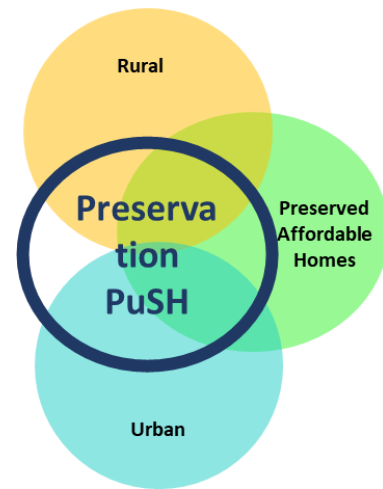 Rural
Preserva
tion
PuSH
Preserved
Affordable
Homes
Urban